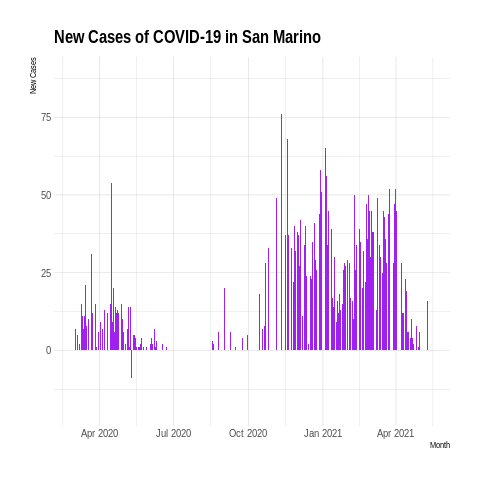 New Cases of COVID-19 in San Marino
New Cases
75
50
25
0
Apr 2020 Jul 2020 Oct 2020 Jan 2021 Apr 2021
Month